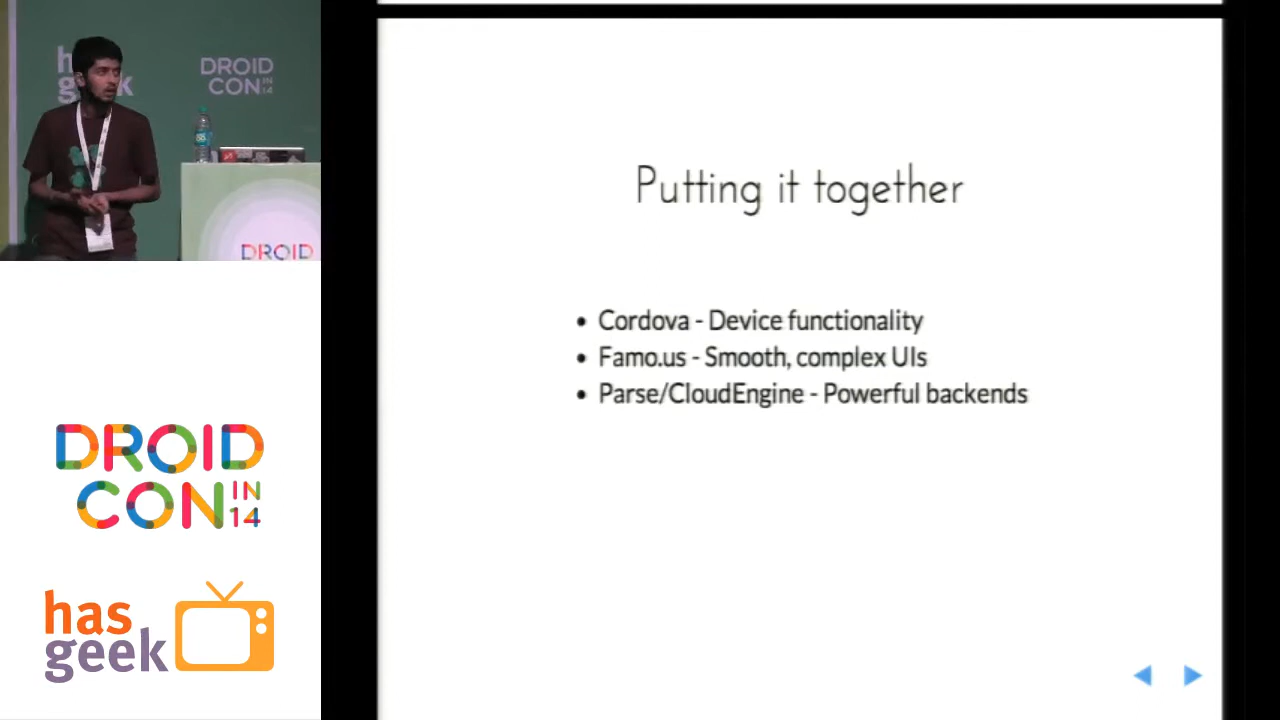 has
geek
DROID
CON IN
14
DROID
Putting it together
• Cordova - Device functionality
• Famo.us - Smooth, complex UIs
• Parse/CloudEngine - Powerful backends
DROID
CON IN
14
has
geek